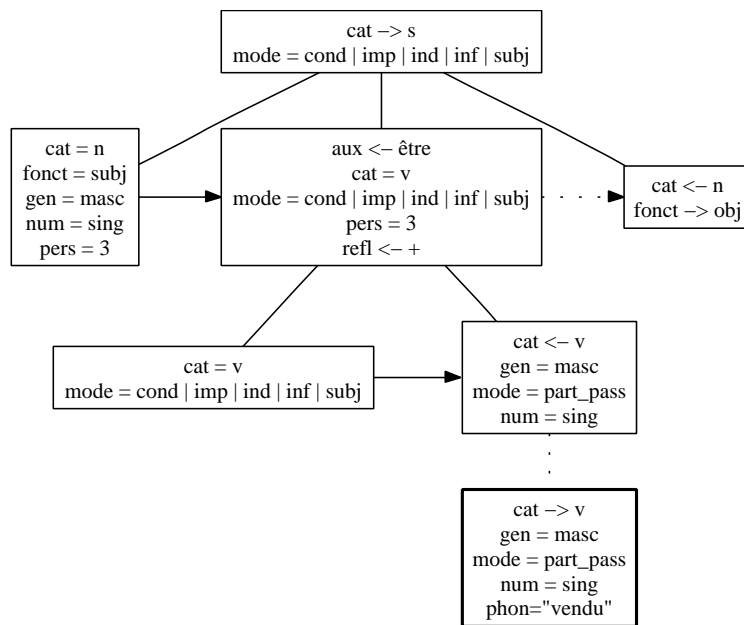 cat −> s
mode = cond | imp | ind | inf | subj
cat = n
fonct = subj
gen = masc
num = sing
pers = 3
aux <− être
cat = v
mode = cond | imp | ind | inf | subj
pers = 3
refl <− +
cat <− n
fonct −> obj
cat = v
mode = cond | imp | ind | inf | subj
cat <− v
gen = masc
mode = part_pass
num = sing
cat −> v
gen = masc
mode = part_pass
num = sing
phon="vendu"